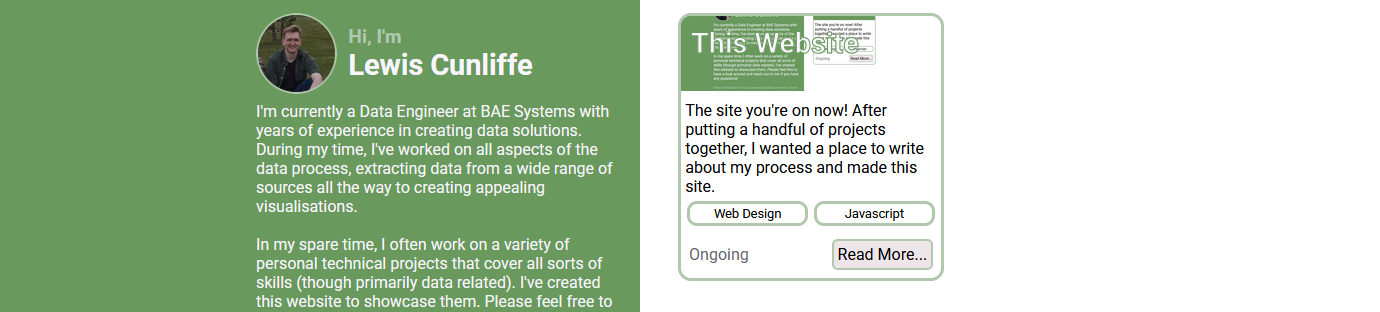 Hi, I'm
Lewis Cunliffe
I'm currently a Data Engineer at BAE Systems with
years of experience in creating data solutions.
During my time, I've worked on all aspects of the
data process, extracting data from a wide range of
sources all the way to creating appealing
visualisations.
In my spare time, I often work on a variety of
personal technical projects that cover all sorts of
skills (though primarily data related). I've created
this website to showcase them. Please feel free to
This Website
The site you're on now! After
putting a handful of projects
together, I wanted a place to write
about my process and made this
site.
Web Design
Javascript
Ongoing
Read More...